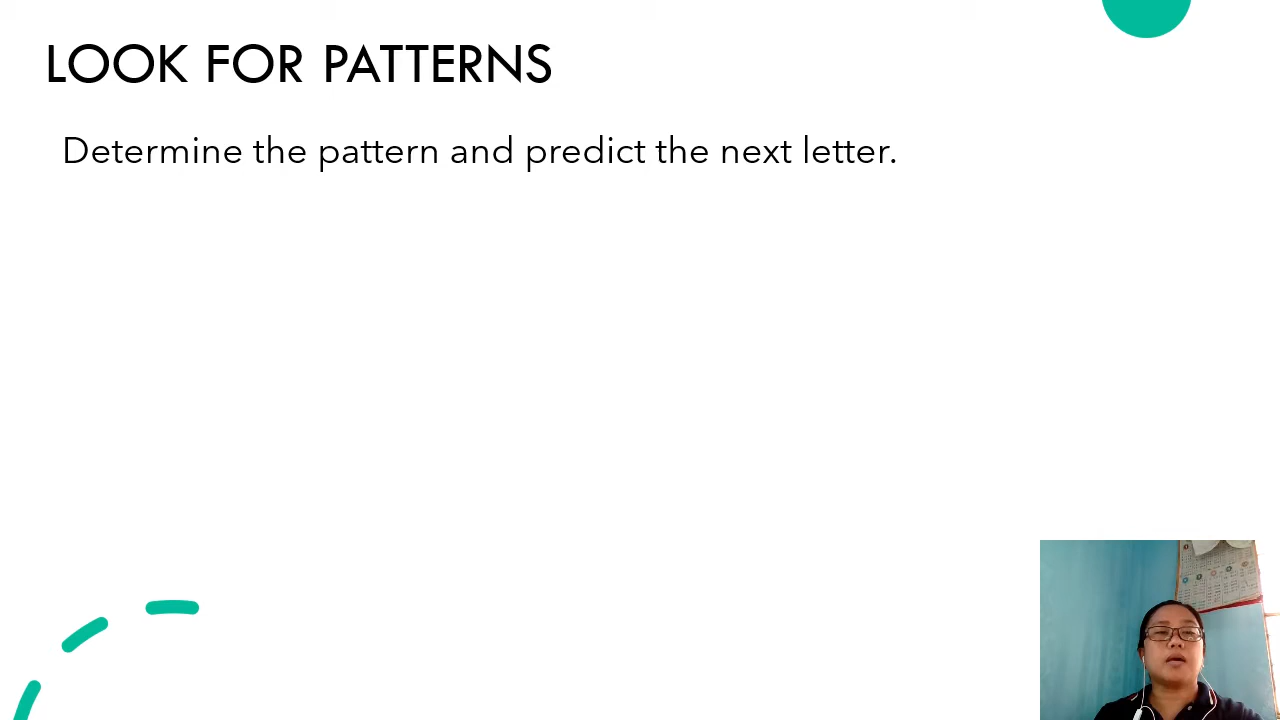 LOOK FOR PATTERNS
Determine the pattern and predict the next letter.